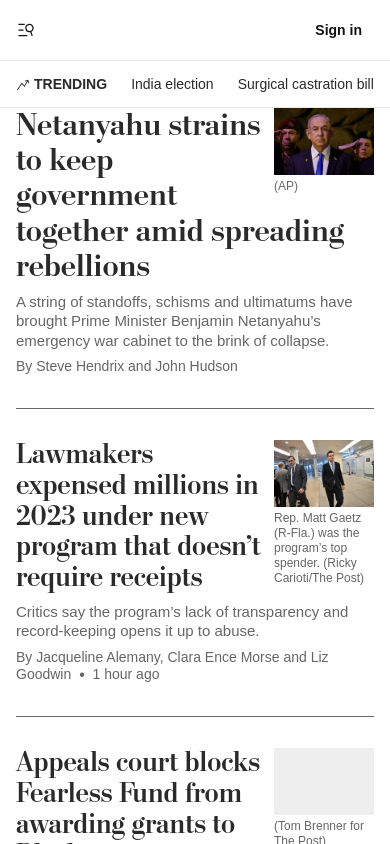 Sign in
TRENDING India election Surgical castration bill
Netanyahu strains
to keep
government
together amid spreading
rebellions
(AP)
A string of standoffs, schisms and ultimatums have
brought Prime Minister Benjamin Netanyahu’s
emergency war cabinet to the brink of collapse.
By Steve Hendrix and John Hudson
Lawmakers
expensed millions in
2023 under new
program that doesn’t
require receipts
Rep. Matt Gaetz
(R-Fla.) was the
program’s top
spender. (Ricky
Carioti/The Post)
Critics say the program’s lack of transparency and
record-keeping opens it up to abuse.
By Jacqueline Alemany, Clara Ence Morse and Liz
Goodwin • 1 hour ago
Appeals court blocks
Fearless Fund from
awarding grants to
(Tom Brenner for
The Post)